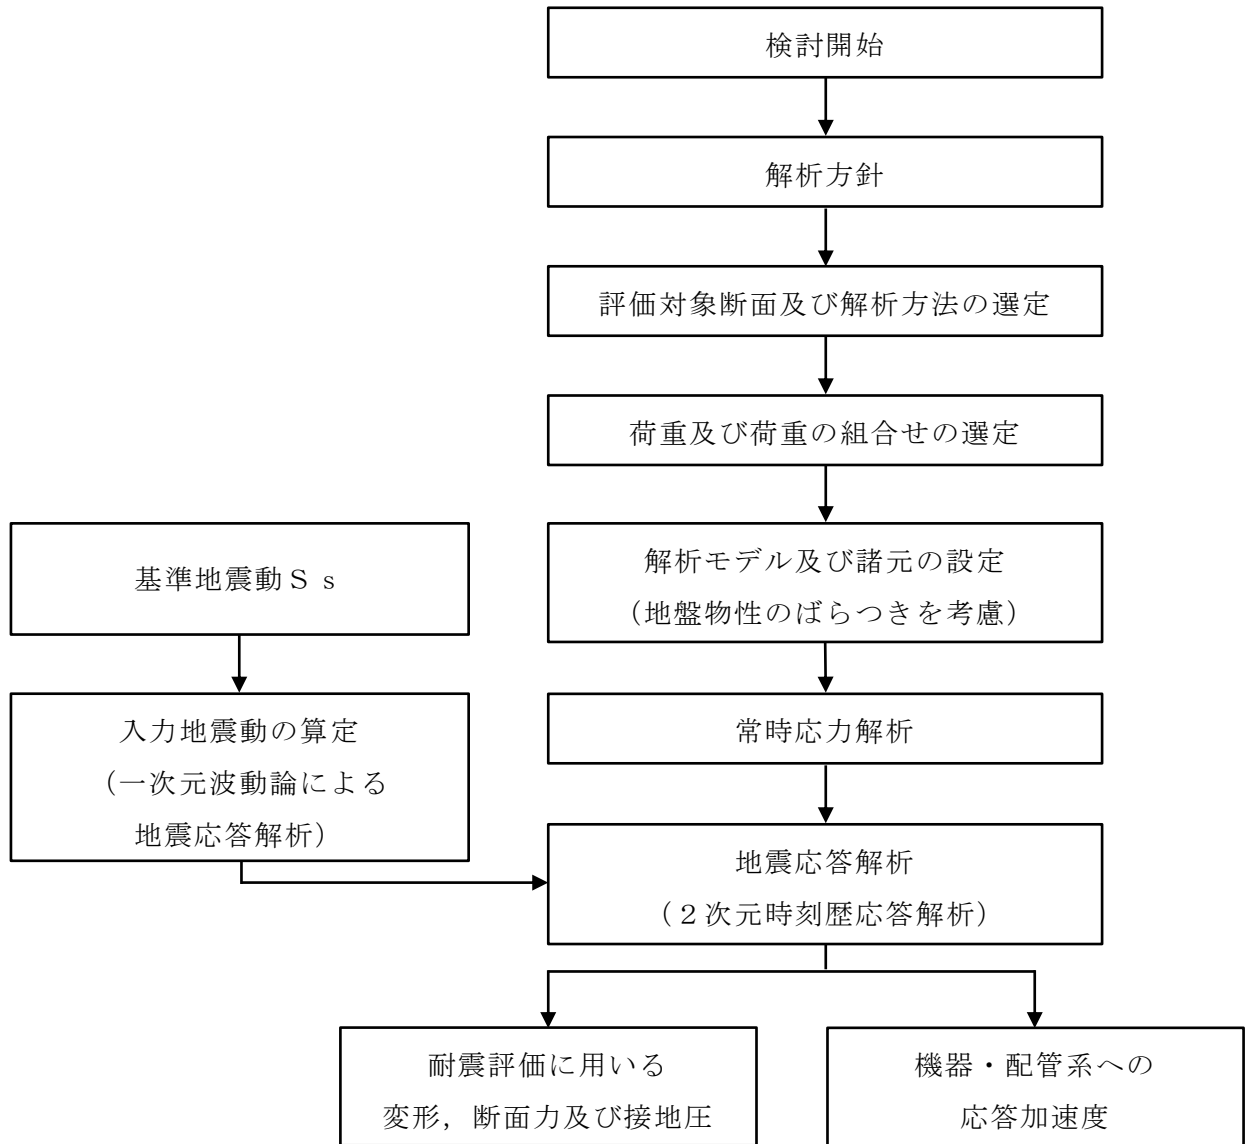 検討開始
解析方針
評価対象断面及び解析方法の選定
荷重及び荷重の組合せの選定
解析モデル及び諸元の設定
（地盤物性のばらつきを考慮）
基準地震動Ｓｓ
入力地震動の算定
（一次元波動論による
地震応答解析）
常時応力解析
地震応答解析
（２次元時刻歴応答解析）
耐震評価に用いる
変形，断面力及び接地圧
機器・配管系への
応答加速度